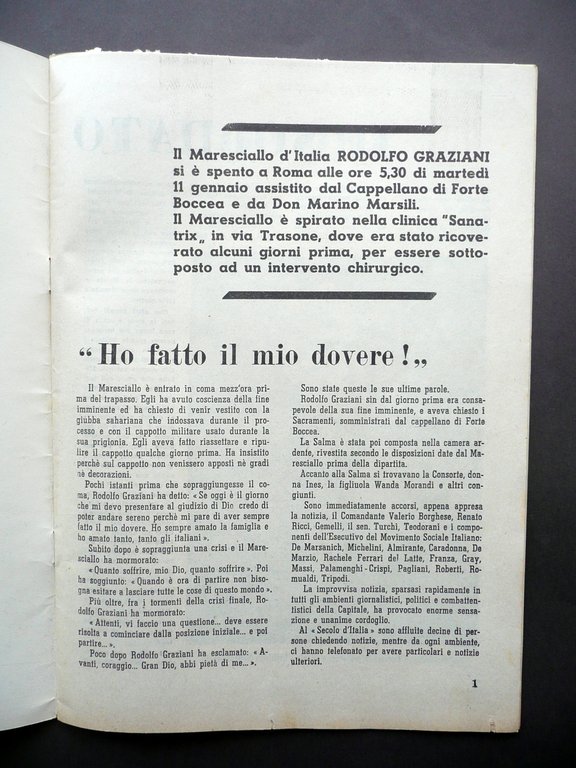 Il Maresciallo d'Italia RODOLFO GRAZIANI
si è spento a Roma alle ore 5,30 di martedì
11 gennaio assistito dal Cappellano di Forte
Boccea e da Don Marino Marsili.
Il Maresciallo è spirato nella clinica "Sana-
trix„ in via Trasone, dove era stato ricove-
rato alcuni giorni prima, per essere sotto-
posto ad un intervento chirurgico.
“Ho fatto il mio dovere!„
Il Maresciallo è entrato in coma mezz'ora pri-
ma del trapasso. Egli ha avuto coscienza della fine
imminente ed ha chiesto di venir vestito con la
giubba sahariana che indossava durante il pro-
cesso e con il cappotto militare usato durante la
sua prigionia. Egli aveva fatto riassettare e ripu-
lire il cappotto qualche giorno prima. Ha insistito
perchè sul cappotto non venissero apposti nè gradi
nè decorazioni.
Pochi istanti prima che sopraggiungesse il co-
ma, Rodolfo Graziani ha detto: « Se oggi è il giorno
che mi devo presentare al giudizio di Dio credo di
poter andare sereno perchè mi pare di aver sempre
fatto il mio dovere. Ho sempre amato la famiglia e
ho amato tanto, tanto gli italiani ».
Subito dopo è sopraggiunta una crisi e il Mare-
sciallo ha mormorato:
« Quanto soffrire, mio Dio, quanto soffrire ». Poi
ha soggiunto: « Quando è ora di partire non biso-
gna esitare a lasciare tutte le cose di questo mondo ».
Più oltre, fra i tormenti della crisi finale, Ro-
dolfo Graziani ha mormorato:
« Attenti, vi faccio una questione... deve essere
risolta a cominciare dalla posizione iniziale... e poi
partire... ».
Poco dopo Rodolfo Graziani ha esclamato: « A-
vanti, coraggio... Gran Dio, abbi pietà di me... ».
Sono state queste le sue ultime parole.
Rodolfo Graziani sin dal giorno prima era consa-
pevole della sua fine imminente, e aveva chiesto i
Sacramenti, somministrati dal cappellano di Forte
Boccea.
La Salma è stata poi composta nella camera ar-
dente, rivestita secondo le disposizioni date dal Ma-
resciallo prima della dipartita.
Accanto alla Salma si trovavano la Consorte, don-
na Ines, la figliuola Wanda Morandi e altri con-
giunti.
Sono immediatamente accorsi, appena appresa
la notizia, il Comandante Valerio Borghese, Renato
Ricci, Gemelli, il sen. Turchi, Teodorani e i compo-
nenti dell'Esecutivo del Movimento Sociale Italiano:
De Marsanich, Michelini, Almirante, Caradonna, De
De Marzio, Rachele Ferrari del Latte, Franza, Gray,
Massi, Palamenghi-Crispi, Pagliani, Roberti, Ro-
mualdi, Tripodi.
La improvvisa notizia, sparsasi rapidamente in
tutti gli ambienti giornalistici, politici e combatten-
tistici della Capitale, ha provocato enorme sensa-
zione e unanime cordoglio.
Al « Secolo d'Italia » sono affluite decine di per-
sone chiedendo notizie, mentre da ogni ambiente,
ci hanno telefonato per avere particolari e notizie
ulteriori.
1